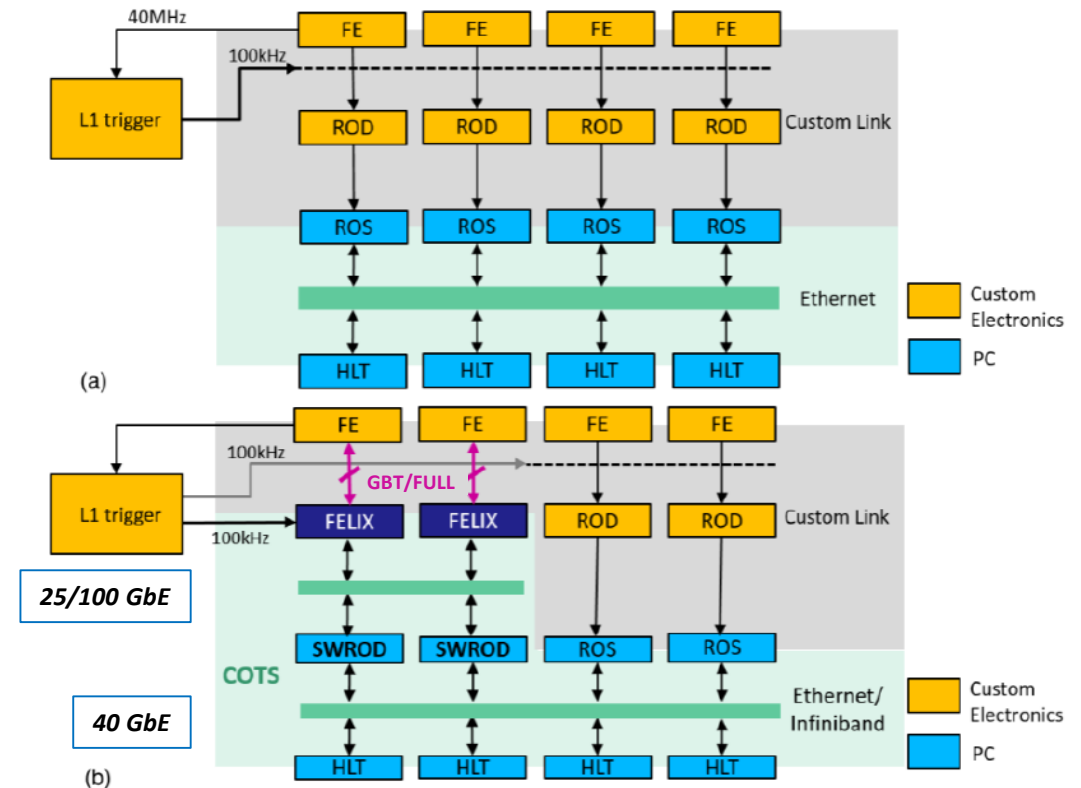 40MHz
FE FE FE FE
100kHz
L1 trigger
ROD ROD ROD ROD
Custom Link
ROS ROS ROS ROS
Ethernet
Custom
Electronics
PC
HLT HLT HLT HLT
(a)
FE FE FE FE
100kHz
GBT/FULL
L1 trigger
FELIX FELIX ROD ROD
Custom Link
100kHz
25/100 GbE
SWROD SWROD ROS ROS
COTS
Ethernet/
Infiniband
Custom
Electronics
40 GbE
PC
HLT HLT HLT HLT
(b)